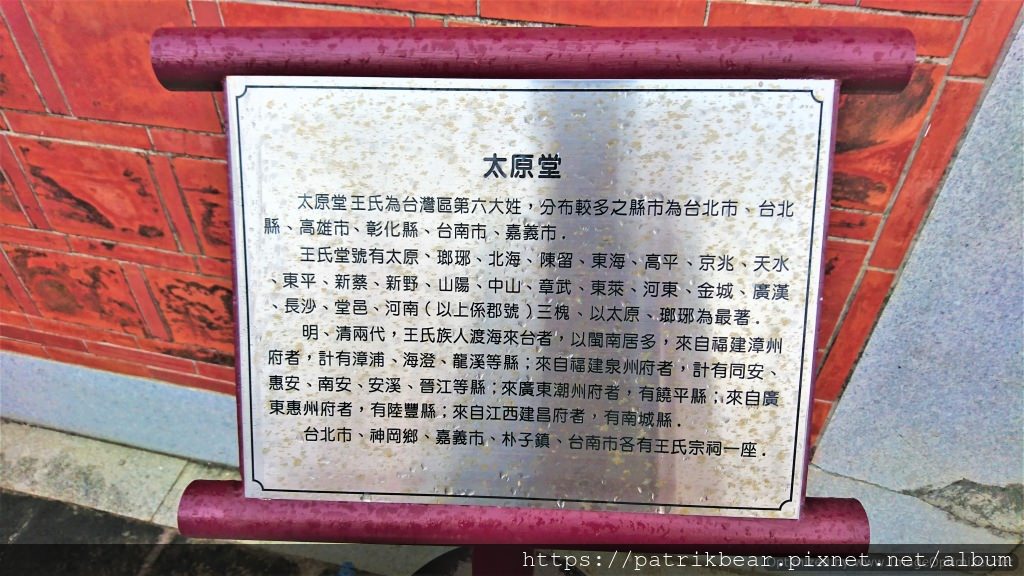 太原堂
太原堂王氏為台灣區第六大姓，分布較多之縣市為台北市、台北
縣、高雄市、彰化縣、台南市、嘉義市．
王氏堂號有太原、瑯琊、北海、陳留、東海、高平、京兆、天水
、東平、新蔡、新野、山陽、中山、章武、東萊、河東、金城、廣漢
、長沙、堂邑、河南（以上係郡號）三槐、以太原、瑯琊為最著．
明、清兩代，王氏族人渡海來台者，以閩南居多，來自福建漳州
府者，計有漳浦、海澄、龍溪等縣；來自福建泉州府者，計有同安、
惠安、南安、安溪、晉江等縣；來廣東潮州府者，有饒平縣；來自廣
東惠州府者，有陸豐縣；來自江西建昌府者，有南城縣．
台北市、神岡鄉、嘉義市、朴子鎮、台南市各有王氏宗祠一座．
https://patrikbear.pixnet.net/album